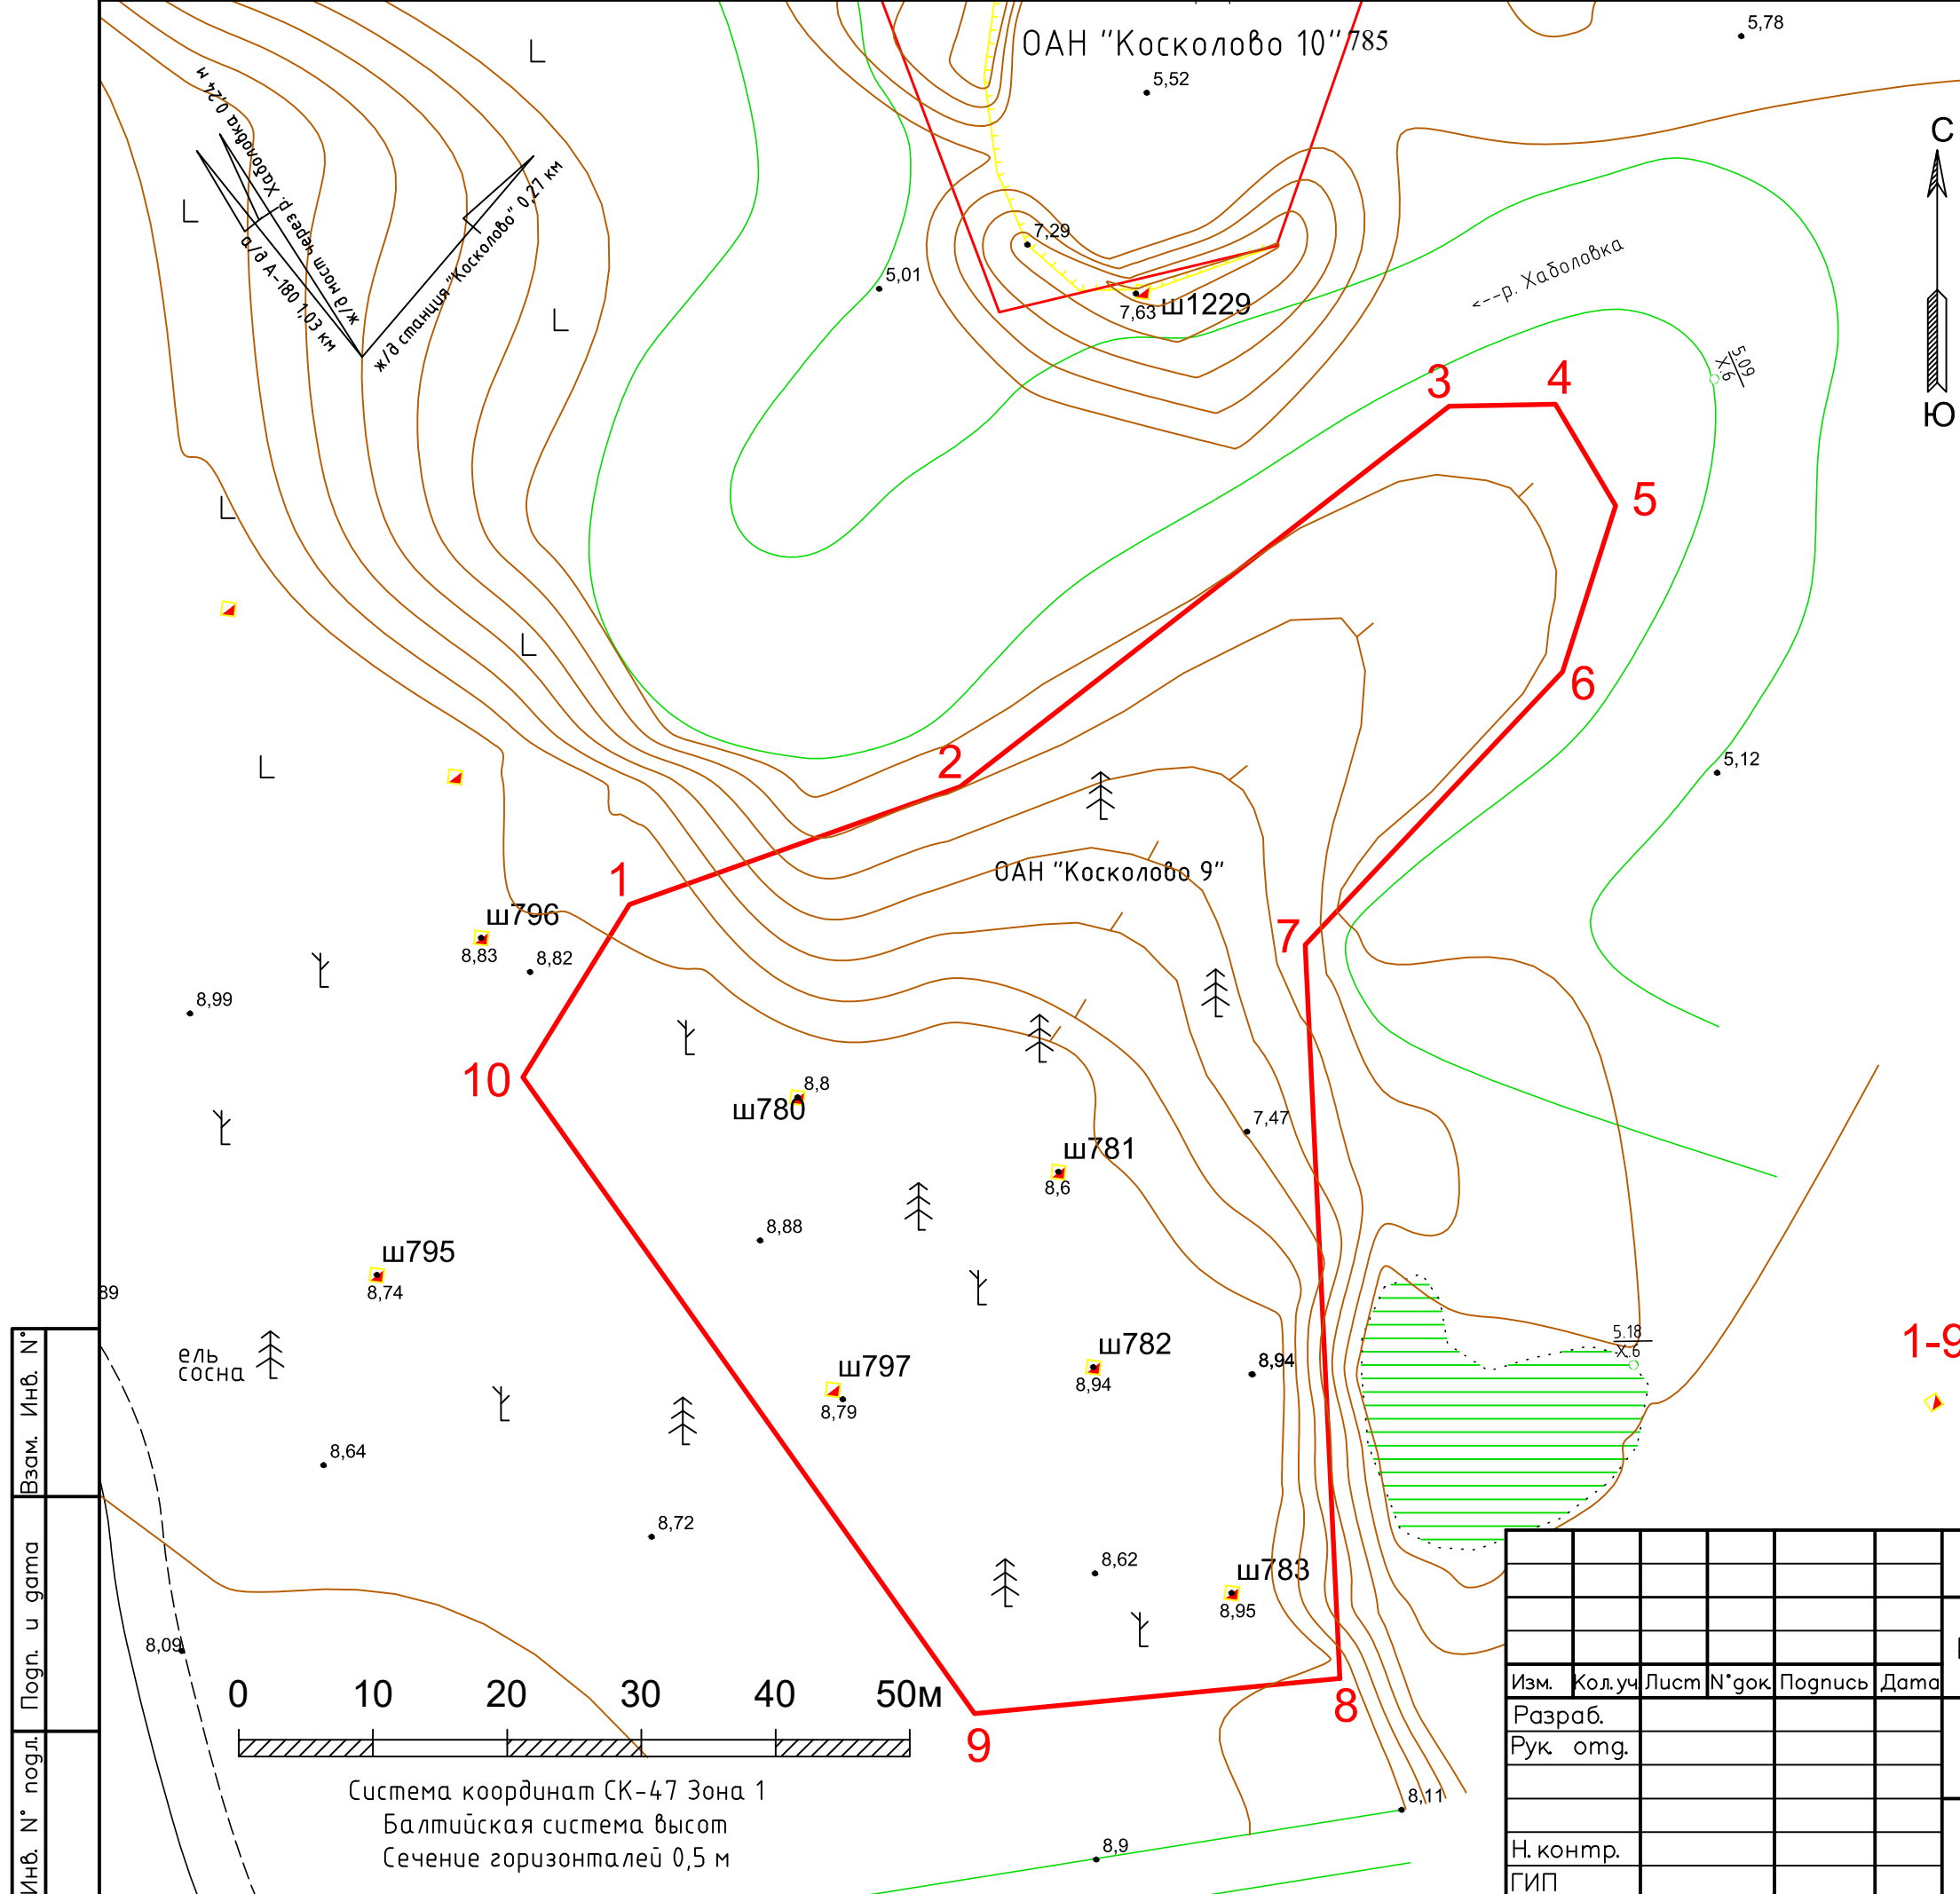 ОАН "Косколово 10" 785
5,78
5,52
С
ж/д мост через р. Хаболовка 0,24 м
а/д А-180 1,03 км
ж/д станция "Косколово" 0,27 км
7,29
5,01
7,63 ш1229
<--р. Хаболовка
5.09
X.6
Ю
3
4
5
6
2
5,12
1
ОАН "Косколово 9"
ш796
8,83
8,82
7
8,99
10
8,8
ш780
7,47
ш781
8,6
8,88
ш795
8,74
89
5.18
X.6
1-9
ель
сосна
ш782
8,94
8,94
ш797
8,79
8,64
8,72
8,62
ш783
8,95
8,09
0 10 20 30 40 50м
8
9
Система координат СК-47 Зона 1
Балтийская система высот
Сечение горизонталей 0,5 м
8,11
8,9
Взам. Инв. N°
Подп. и дата
Инв. N° подл.
Изм. Кол.уч Лист N°док. Подпись Дата
Разраб.
Рук. отд.
Н. контр.
ГИП